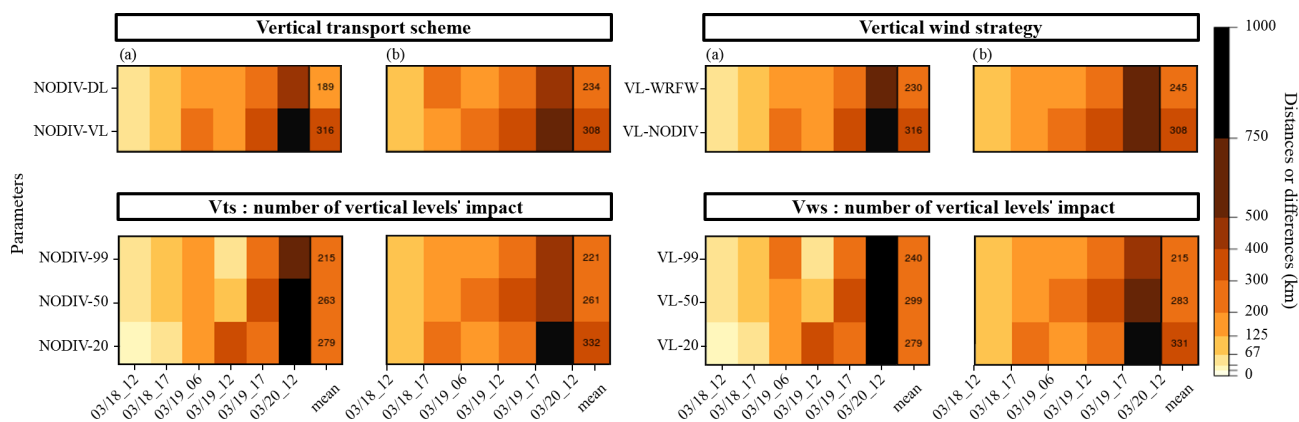 Vertical transport scheme
Vertical wind strategy
(a)
(b)
(a)
(b)
NODIV-DL
189
234
VL-WRFW
230
245
NODIV-VL
316
308
VL-NODIV
316
308
Parameters
Vts : number of vertical levels' impact
Vws : number of vertical levels' impact
NODIV-99
215
221
VL-99
240
215
NODIV-50
263
261
VL-50
299
283
NODIV-20
279
332
VL-20
279
331
03/18_12
03/18_17
03/19_06
03/19_12
03/19_17
03/20_12
mean
03/18_12
03/18_17
03/19_06
03/19_12
03/19_17
03/20_12
mean
03/18_12
03/18_17
03/19_06
03/19_12
03/19_17
03/20_12
mean
03/18_12
03/18_17
03/19_06
03/19_12
03/19_17
03/20_12
mean
1000
750
500
400
300
200
125
67
0
Distances or differences (km)